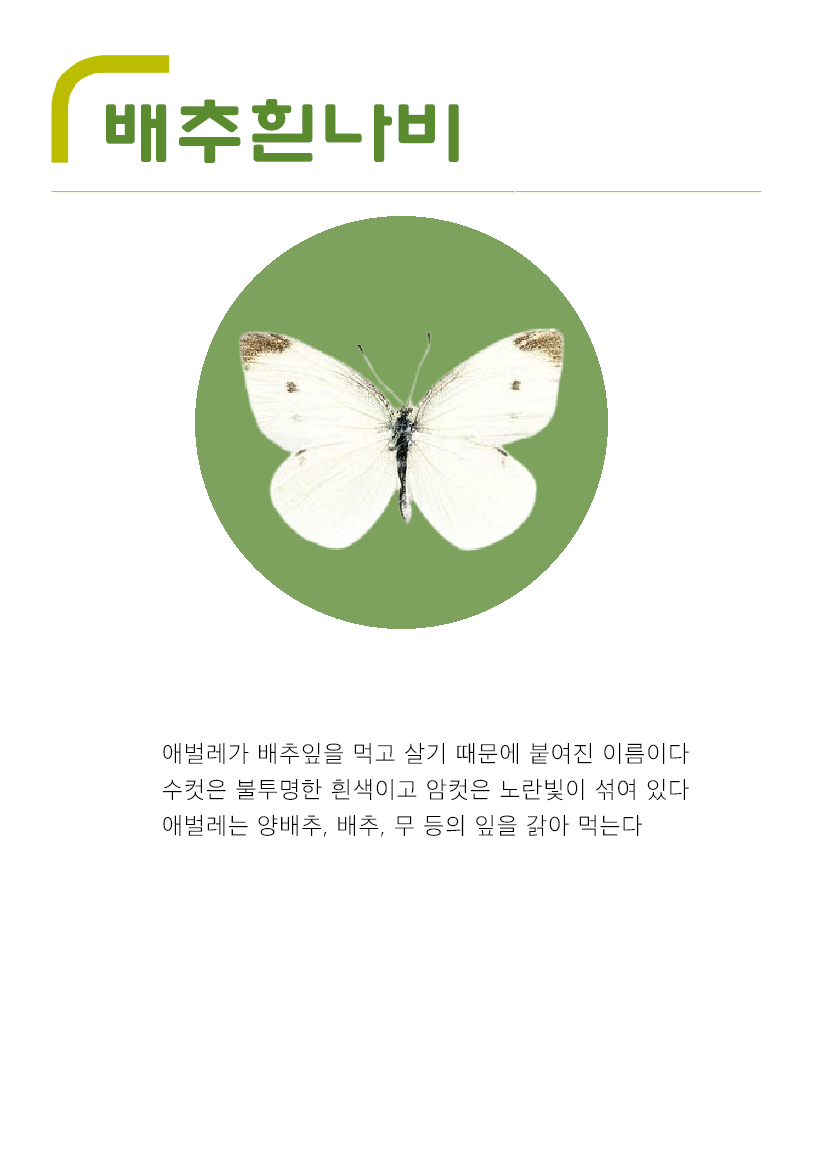 배추흰나비
애벌레가 배추잎을 먹고 살기 때문에 붙여진 이름이다
수컷은 불투명한 흰색이고 암컷은 노란빛이 섞여 있다
애벌레는 양배추, 배추, 무 등의 잎을 갉아 먹는다